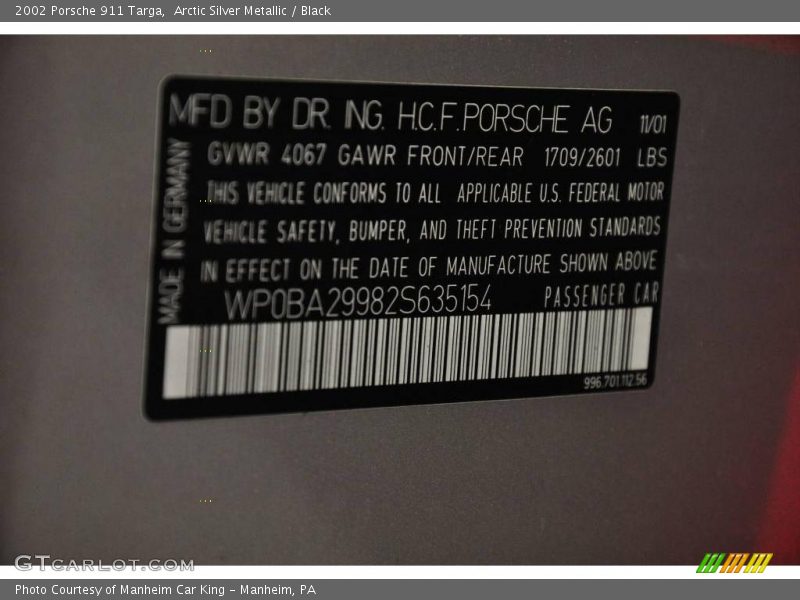 2002 Porsche 911 Targa, Arctic Silver Metallic / Black
MFD BY DR. ING. H.C.F.PORSCHE AG 11/01
GVWR 4067 GAWR FRONT/REAR 1709/2601 LBS
THIS VEHICLE CONFORMS TO ALL APPLICABLE U.S. FEDERAL MOTOR
VEHICLE SAFETY, BUMPER, AND THEFT PREVENTION STANDARDS
IN EFFECT ON THE DATE OF MANUFACTURE SHOWN ABOVE
WP0BA29982S635154 PASSENGER CAR
MADE IN GERMANY
996.701.112.56
GTCARLOT.COM
Photo Courtesy of Manheim Car King - Manheim, PA